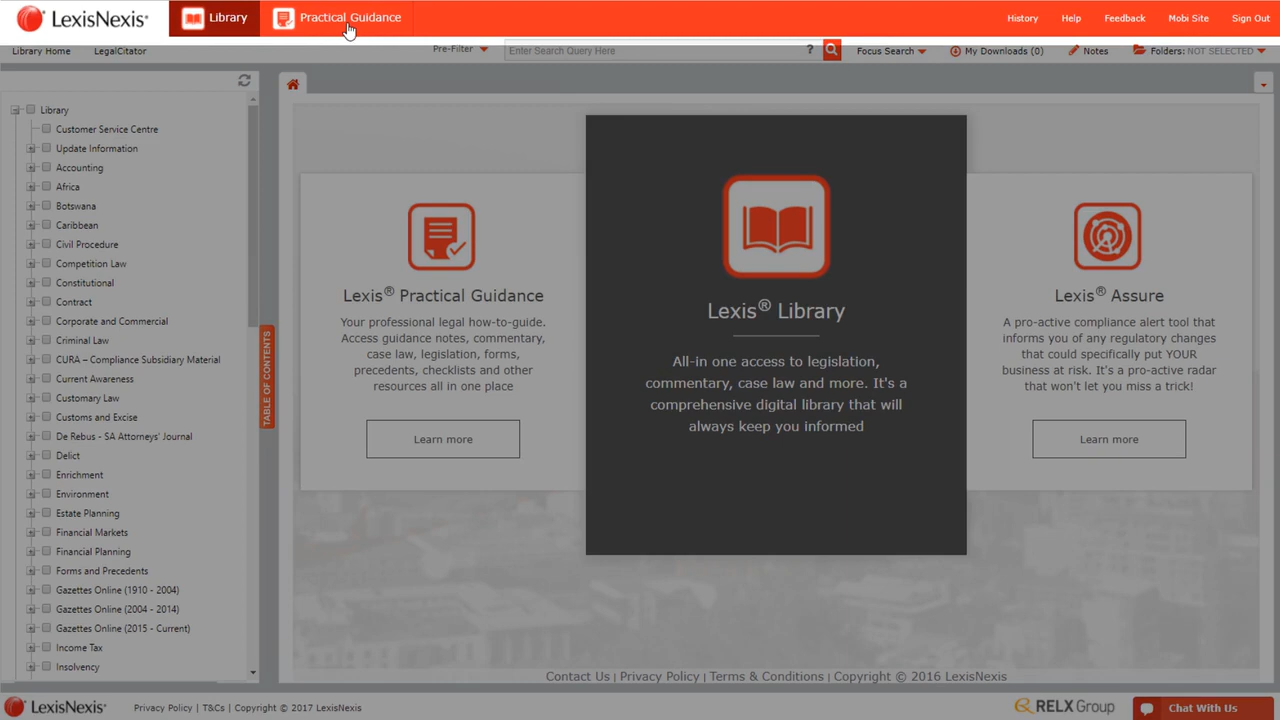 LexisNexis®
Library
Practical Guidance
History
Help
Feedback
Mobi Site
Sign Out
Library Home
LegalCitator
Pre-Filter
Enter Search Query Here
?
Focus Search
My Downloads (0)
Notes
Folders: NOT SELECTED
Library
Customer Service Centre
Update Information
Accounting
Africa
Botswana
Caribbean
Civil Procedure
Competition Law
Constitutional
Contract
Corporate and Commercial
Criminal Law
CURA – Compliance Subsidiary Material
Current Awareness
Customary Law
Customs and Excise
De Rebus - SA Attorneys' Journal
Delict
Enrichment
Environment
Estate Planning
Financial Markets
Financial Planning
Forms and Precedents
Gazettes Online (1910 - 2004)
Gazettes Online (2004 - 2014)
Gazettes Online (2015 - Current)
Income Tax
Insolvency
TABLE OF CONTENTS
Lexis® Practical Guidance
Your professional legal how-to-guide.
Access guidance notes, commentary,
case law, legislation, forms,
precedents, checklists and other
resources all in one place
Learn more
Lexis® Library
All-in one access to legislation,
commentary, case law and more. It's a
comprehensive digital library that will
always keep you informed
Lexis® Assure
A pro-active compliance alert tool that
informs you of any regulatory changes
that could specifically put YOUR
business at risk. It's a pro-active radar
that won't let you miss a trick!
Learn more
Contact Us | Privacy Policy | Terms & Conditions | Copyright © 2016 LexisNexis
LexisNexis®
Privacy Policy | T&Cs | Copyright © 2017 LexisNexis
RELX Group
Chat With Us